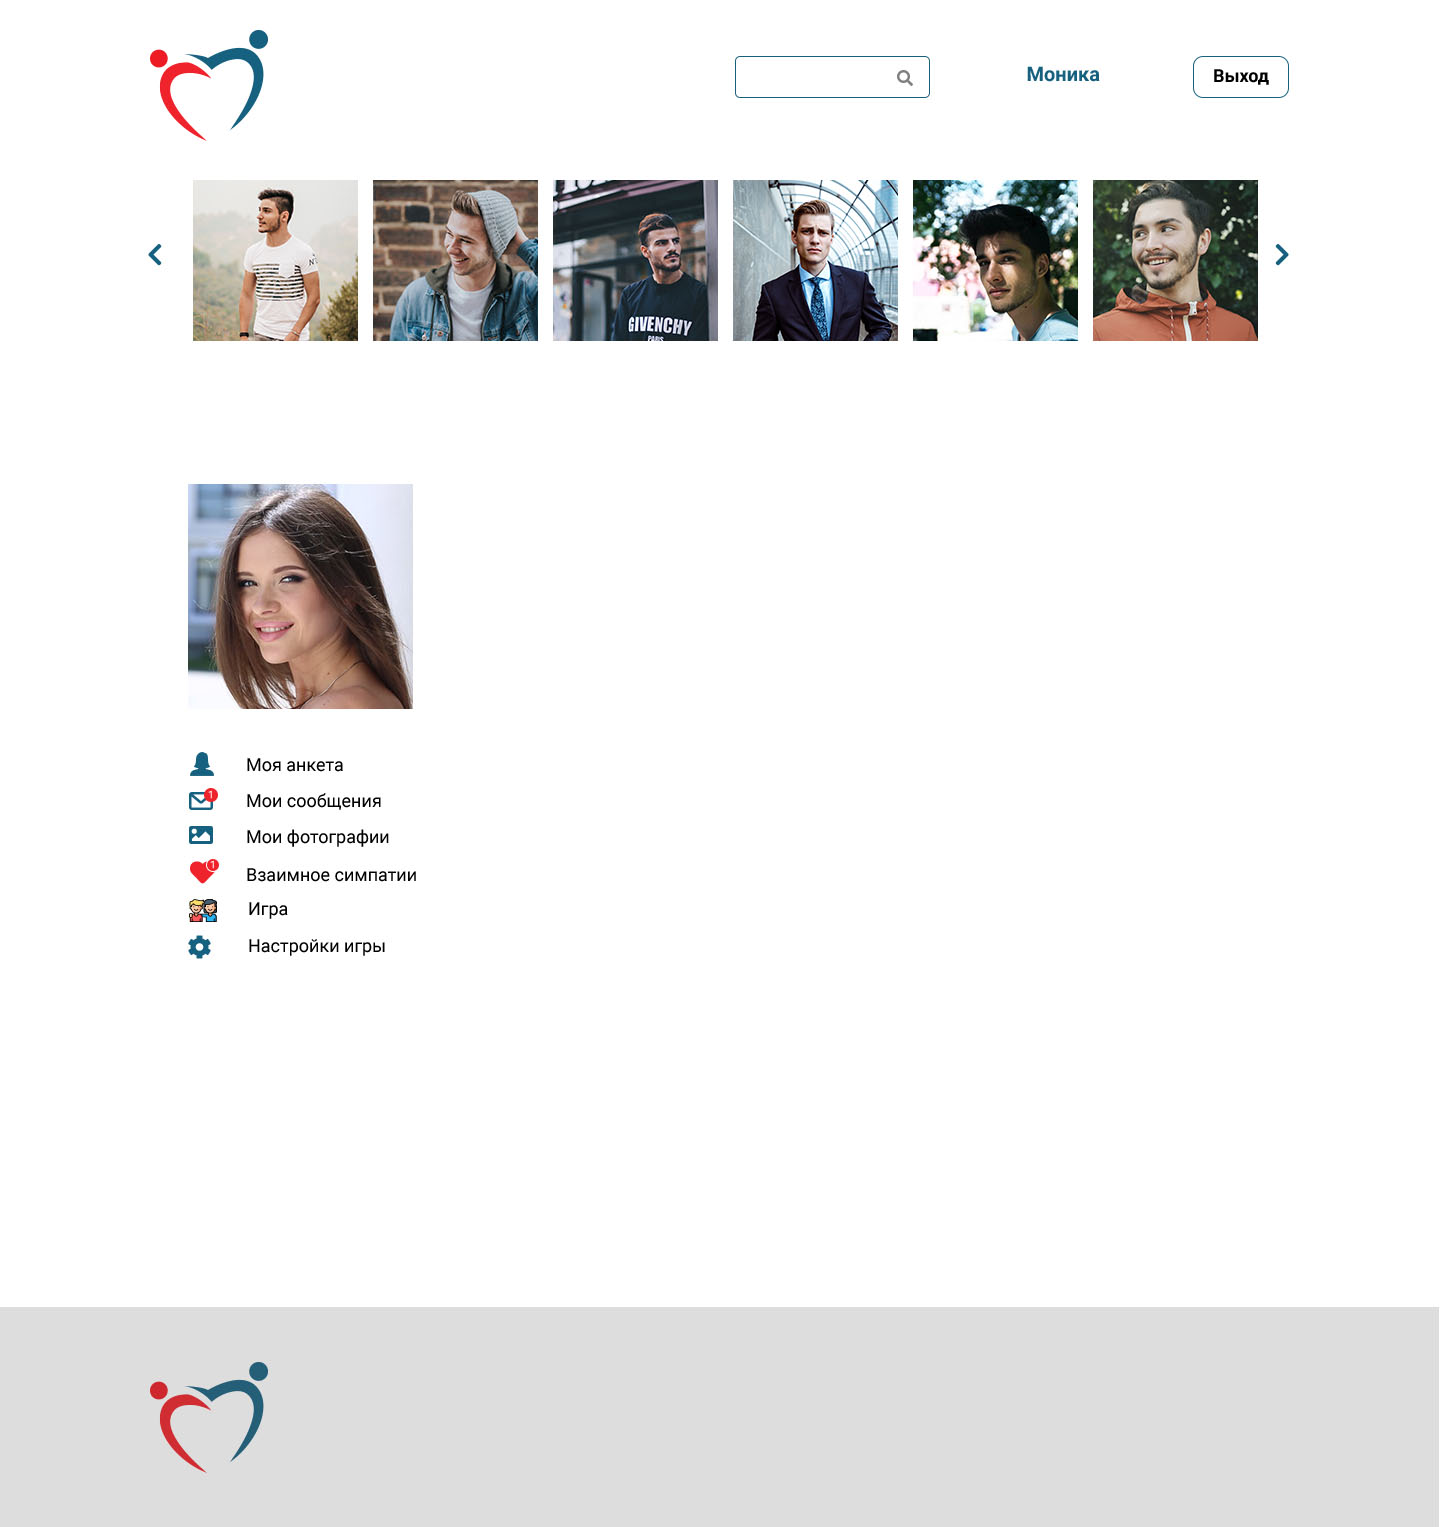 Моника
Выход
GIVENCHY
PARIS
Моя анкета
1
Мои сообщения
Мои фотографии
1
Взаимное симпатии
Игра
Настройки игры